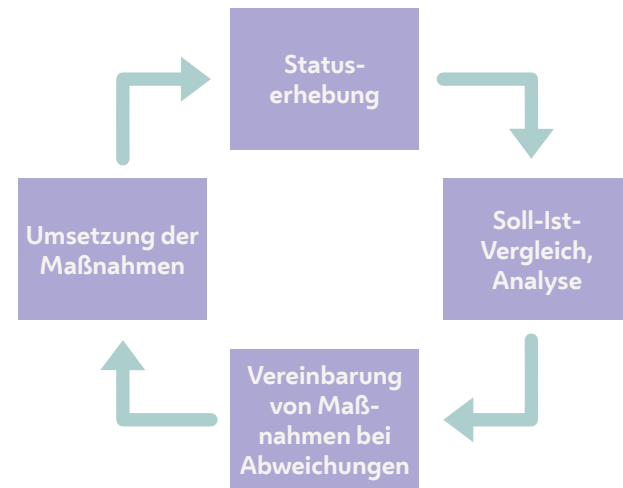 Status-
erhebung
Umsetzung der
Maßnahmen
Soll-Ist-
Vergleich,
Analyse
Vereinbarung
von Maß-
nahmen bei
Abweichungen